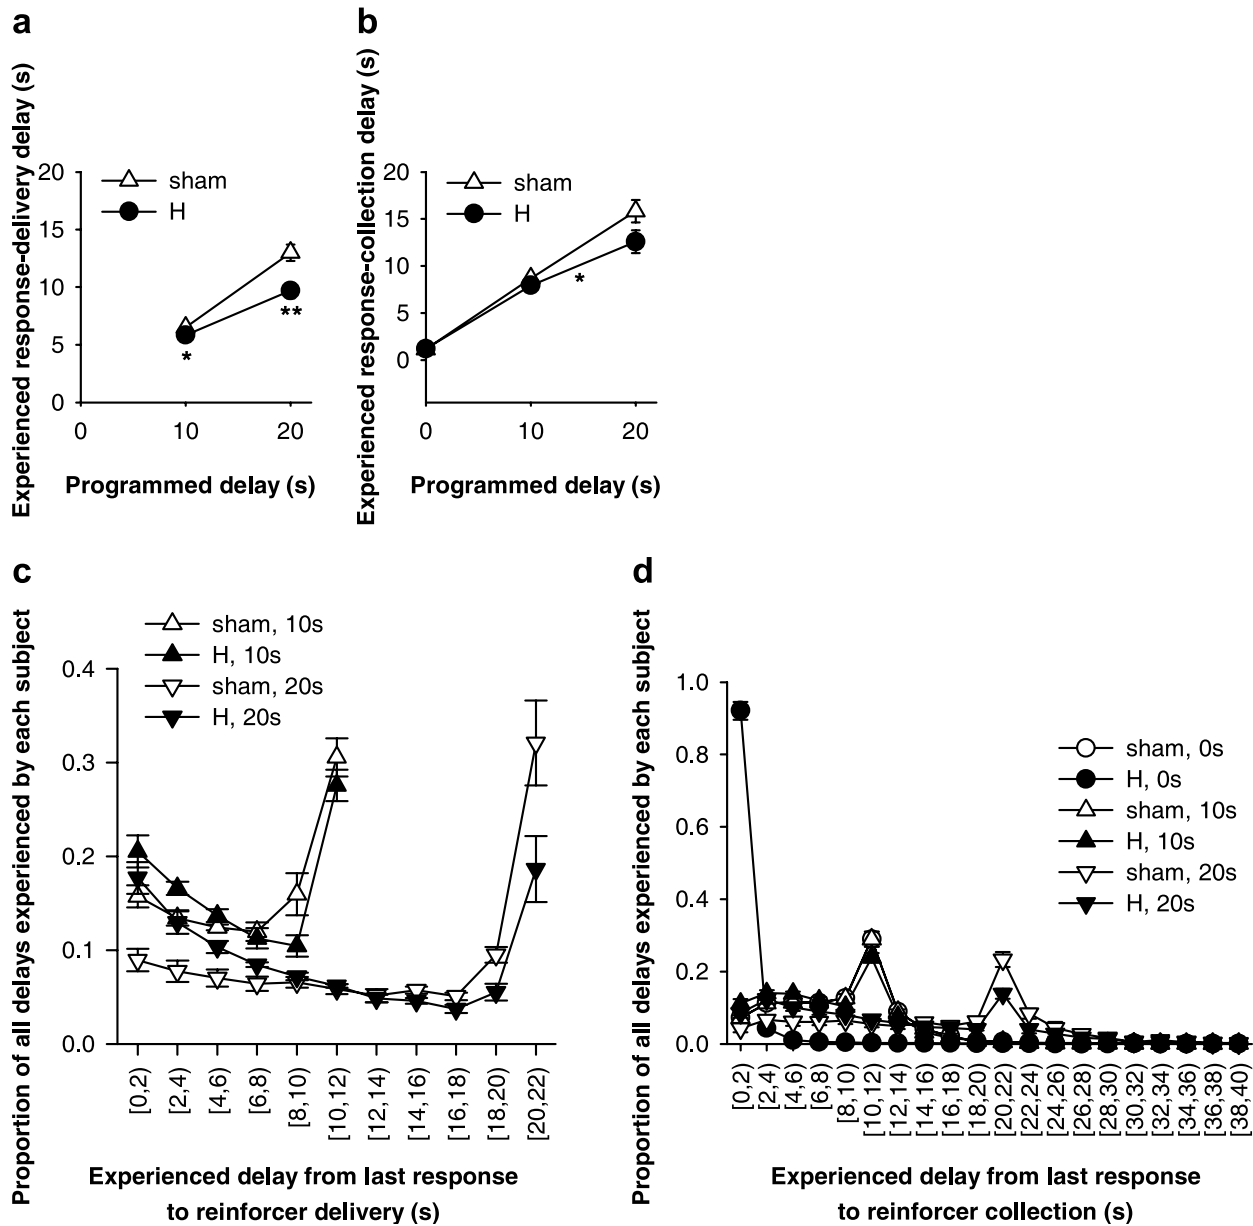 a
Experienced response-delivery delay (s)
20
15
10
5
0
sham
H
*
**
0 10 20
Programmed delay (s)
b
Experienced response-collection delay (s)
20
15
10
5
0
sham
H
*
0 10 20
Programmed delay (s)
c
Proportion of all delays experienced by each subject
sham, 10s
H, 10s
sham, 20s
H, 20s
0.4
0.3
0.2
0.1
0.0
[0,2)
[2,4)
[4,6)
[6,8)
[8,10)
[10,12)
[12,14)
[14,16)
[16,18)
[18,20)
[20,22)
Experienced delay from last response
to reinforcer delivery (s)
d
Proportion of all delays experienced by each subject
1.0
0.8
0.6
0.4
0.2
0.0
sham, 0s
H, 0s
sham, 10s
H, 10s
sham, 20s
H, 20s
[0,2)
[2,4)
[4,6)
[6,8)
[8,10)
[10,12)
[12,14)
[14,16)
[16,18)
[18,20)
[20,22)
[22,24)
[24,26)
[26,28)
[28,30)
[30,32)
[32,34)
[34,36)
[36,38)
[38,40)
Experienced delay from last response
to reinforcer collection (s)